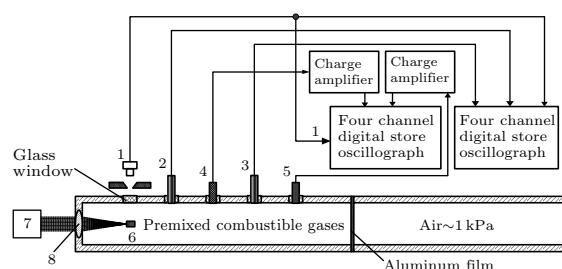 Charge
amplifier
Charge
amplifier
1
Four channel
digital store
oscillograph
Four channel
digital store
oscillograph
Glass
window
1
2
4
3
5
7
8
6
Premixed combustible gases
Air~1 kPa
Aluminum film